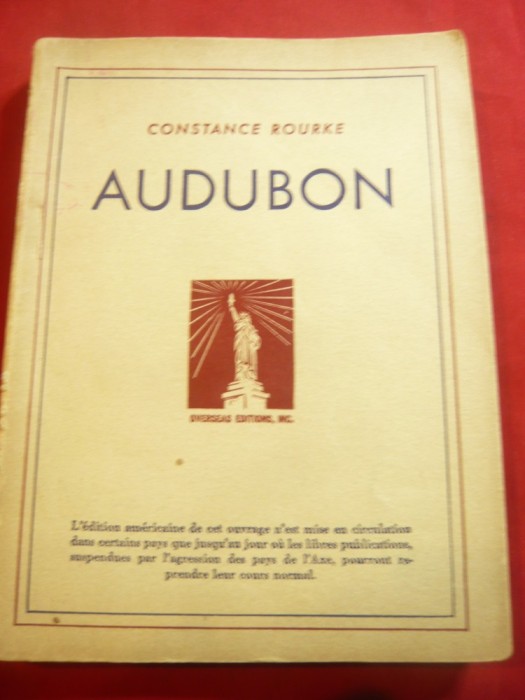 CONSTANCE ROURKE
AUDUBON
OVERSEAS EDITIONS, INC.
L'édition américaine de cet ouvrage n'est mise en circulation
dans certains pays que jusqu'au jour où les libres publications,
suspendues par l'agression des pays de l'Axe, pourront re-
prendre leur cours normal.